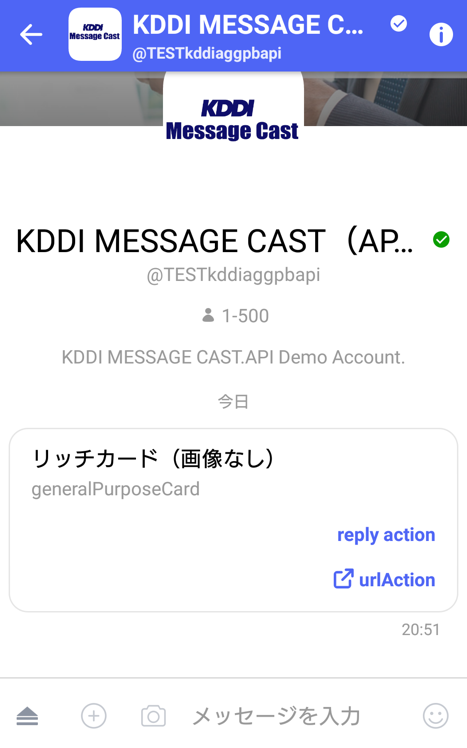 KDDI
Message Cast
KDDI MESSAGE C...
@TESTkddiaggpbapi
KDDI
Message Cast
KDDI MESSAGE CAST（AP...
@TESTkddiaggpbapi
1-500
KDDI MESSAGE CAST.API Demo Account.
今日
リッチカード（画像なし）
generalPurposeCard
reply action
urlAction
20:51
メッセージを入力